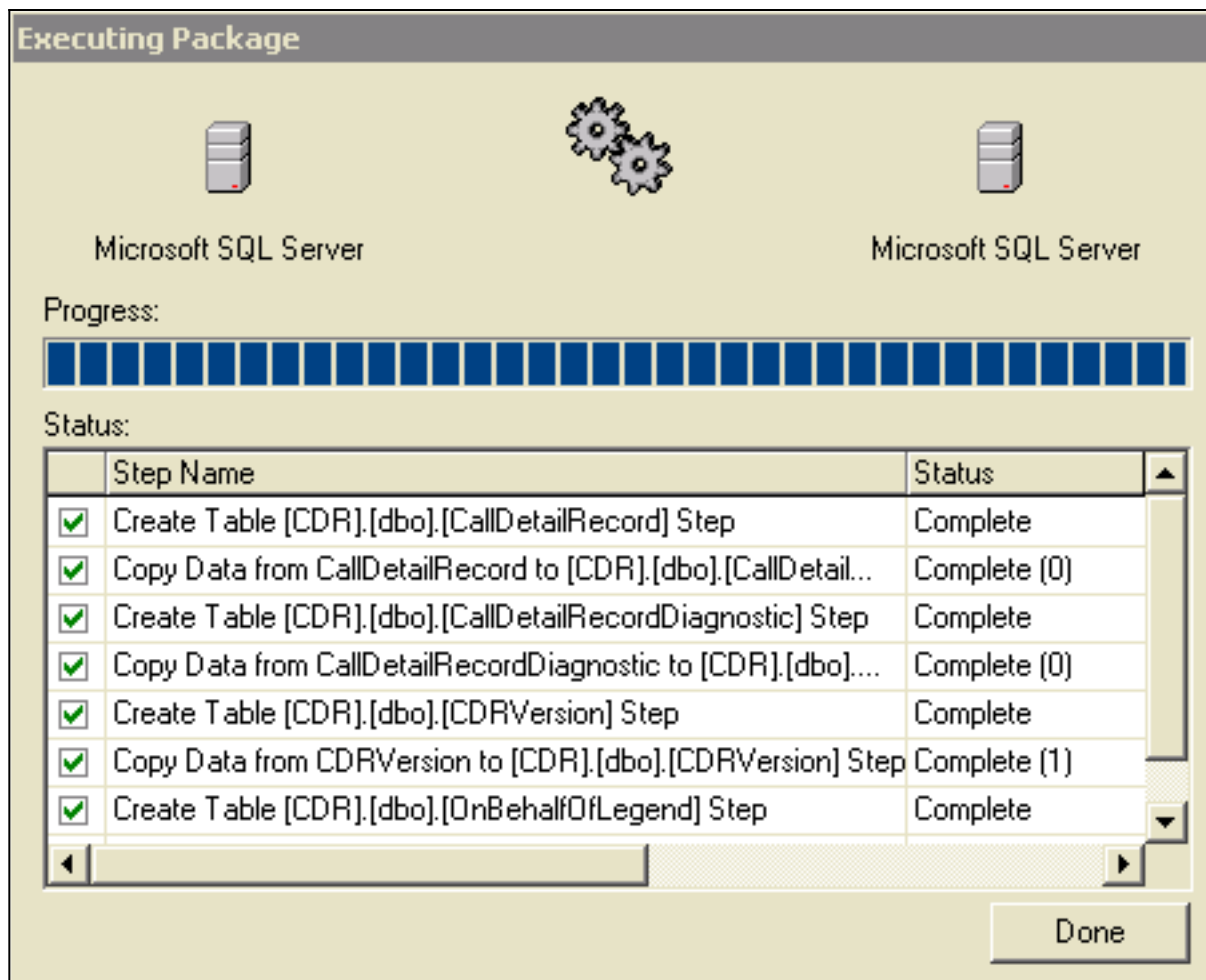 Executing Package
Microsoft SQL Server
Microsoft SQL Server
Progress:
Status:
Step Name Status
Create Table [CDR].[dbo].[CallDetailRecord] Step Complete
Copy Data from CallDetailRecord to [CDR].[dbo].[CallDetail... Complete (0)
Create Table [CDR].[dbo].[CallDetailRecordDiagnostic] Step Complete
Copy Data from CallDetailRecordDiagnostic to [CDR].[dbo].... Complete (0)
Create Table [CDR].[dbo].[CDRVersion] Step Complete
Copy Data from CDRVersion to [CDR].[dbo].[CDRVersion] Step Complete (1)
Create Table [CDR].[dbo].[OnBehalfOfLegend] Step Complete
Done